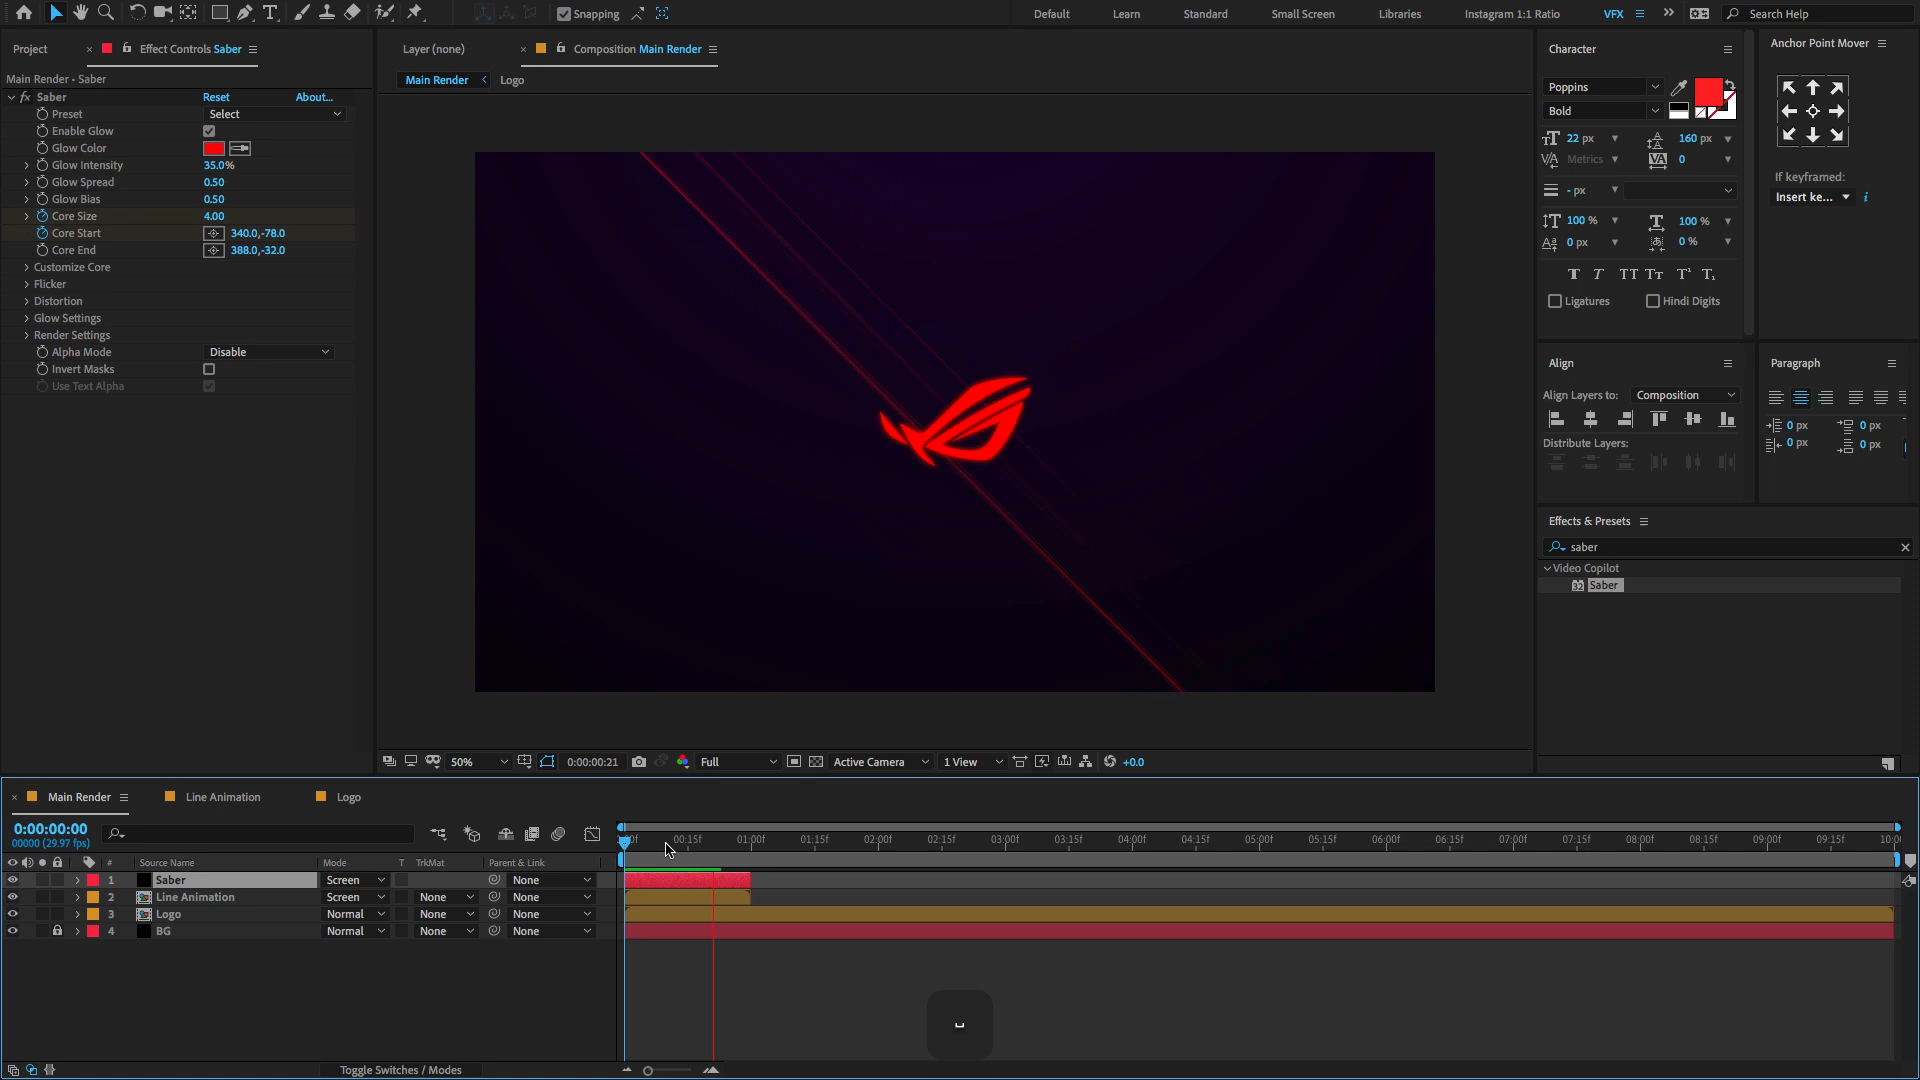 Snapping
Default
Learn
Standard
Small Screen
Libraries
Instagram 1:1 Ratio
VFX
Search Help
Project
Effect Controls Saber
Layer (none)
Composition Main Render
Character
Anchor Point Mover
Main Render • Saber
Main Render
Logo
fx Saber
Reset
About...
Preset
Select
Enable Glow
Glow Color
Glow Intensity
35.0%
Glow Spread
0.50
Glow Bias
0.50
Core Size
4.00
Core Start
340.0,-78.0
Core End
388.0,-32.0
Customize Core
Flicker
Distortion
Glow Settings
Render Settings
Alpha Mode
Disable
Invert Masks
Use Text Alpha
Poppins
Bold
22 px
160 px
Metrics
0
- px
100 %
100 %
0 px
0 %
Ligatures
Hindi Digits
If keyframed:
Insert ke...
Align
Align Layers to:
Composition
Distribute Layers:
Paragraph
0 px
0 px
0 px
0 px
Effects & Presets
saber
Video Copilot
Saber
50%
0:00:00:21
Full
Active Camera
1 View
+0.0
Main Render
Line Animation
Logo
0:00:00:00
00000 (29.97 fps)
00:15f
01:00f
01:15f
02:00f
02:15f
03:00f
03:15f
04:00f
04:15f
05:00f
05:15f
06:00f
06:15f
07:00f
07:15f
08:00f
08:15f
09:00f
09:15f
#
Source Name
Mode
T
TrkMat
Parent & Link
1
Saber
Screen
None
2
Line Animation
Screen
None
None
3
Logo
Normal
None
None
4
BG
Normal
None
None
Toggle Switches / Modes